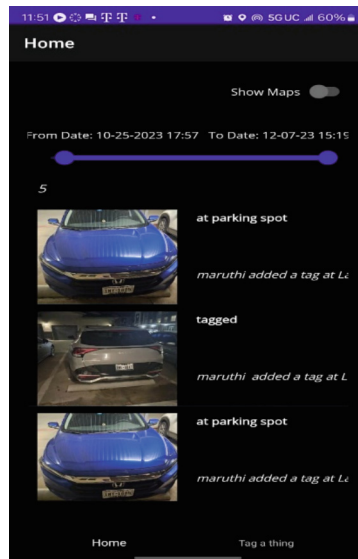 11:51 5G UC 60%
Home
Show Maps
From Date: 10-25-2023 17:57 To Date: 12-07-23 15:19
5
at parking spot
maruthi added a tag at La
tagged
maruthi added a tag at L
at parking spot
maruthi added a tag at La
Home Tag a thing